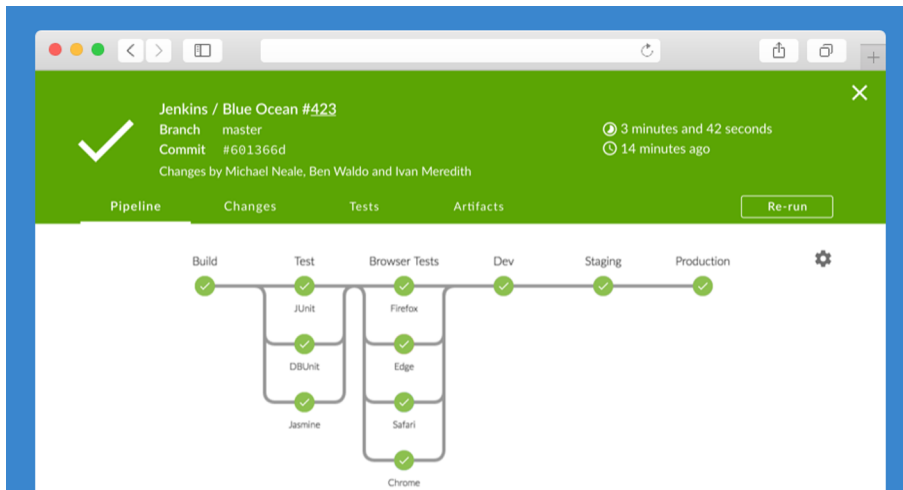 Jenkins / Blue Ocean #423
Branch master
Commit #601366d
3 minutes and 42 seconds
14 minutes ago
Changes by Michael Neale, Ben Waldo and Ivan Meredith
Pipeline Changes Tests Artifacts Re-run
Build Test Browser Tests Dev Staging Production
JUnit Firefox
DBUnit Edge
Jasmine Safari
Chrome